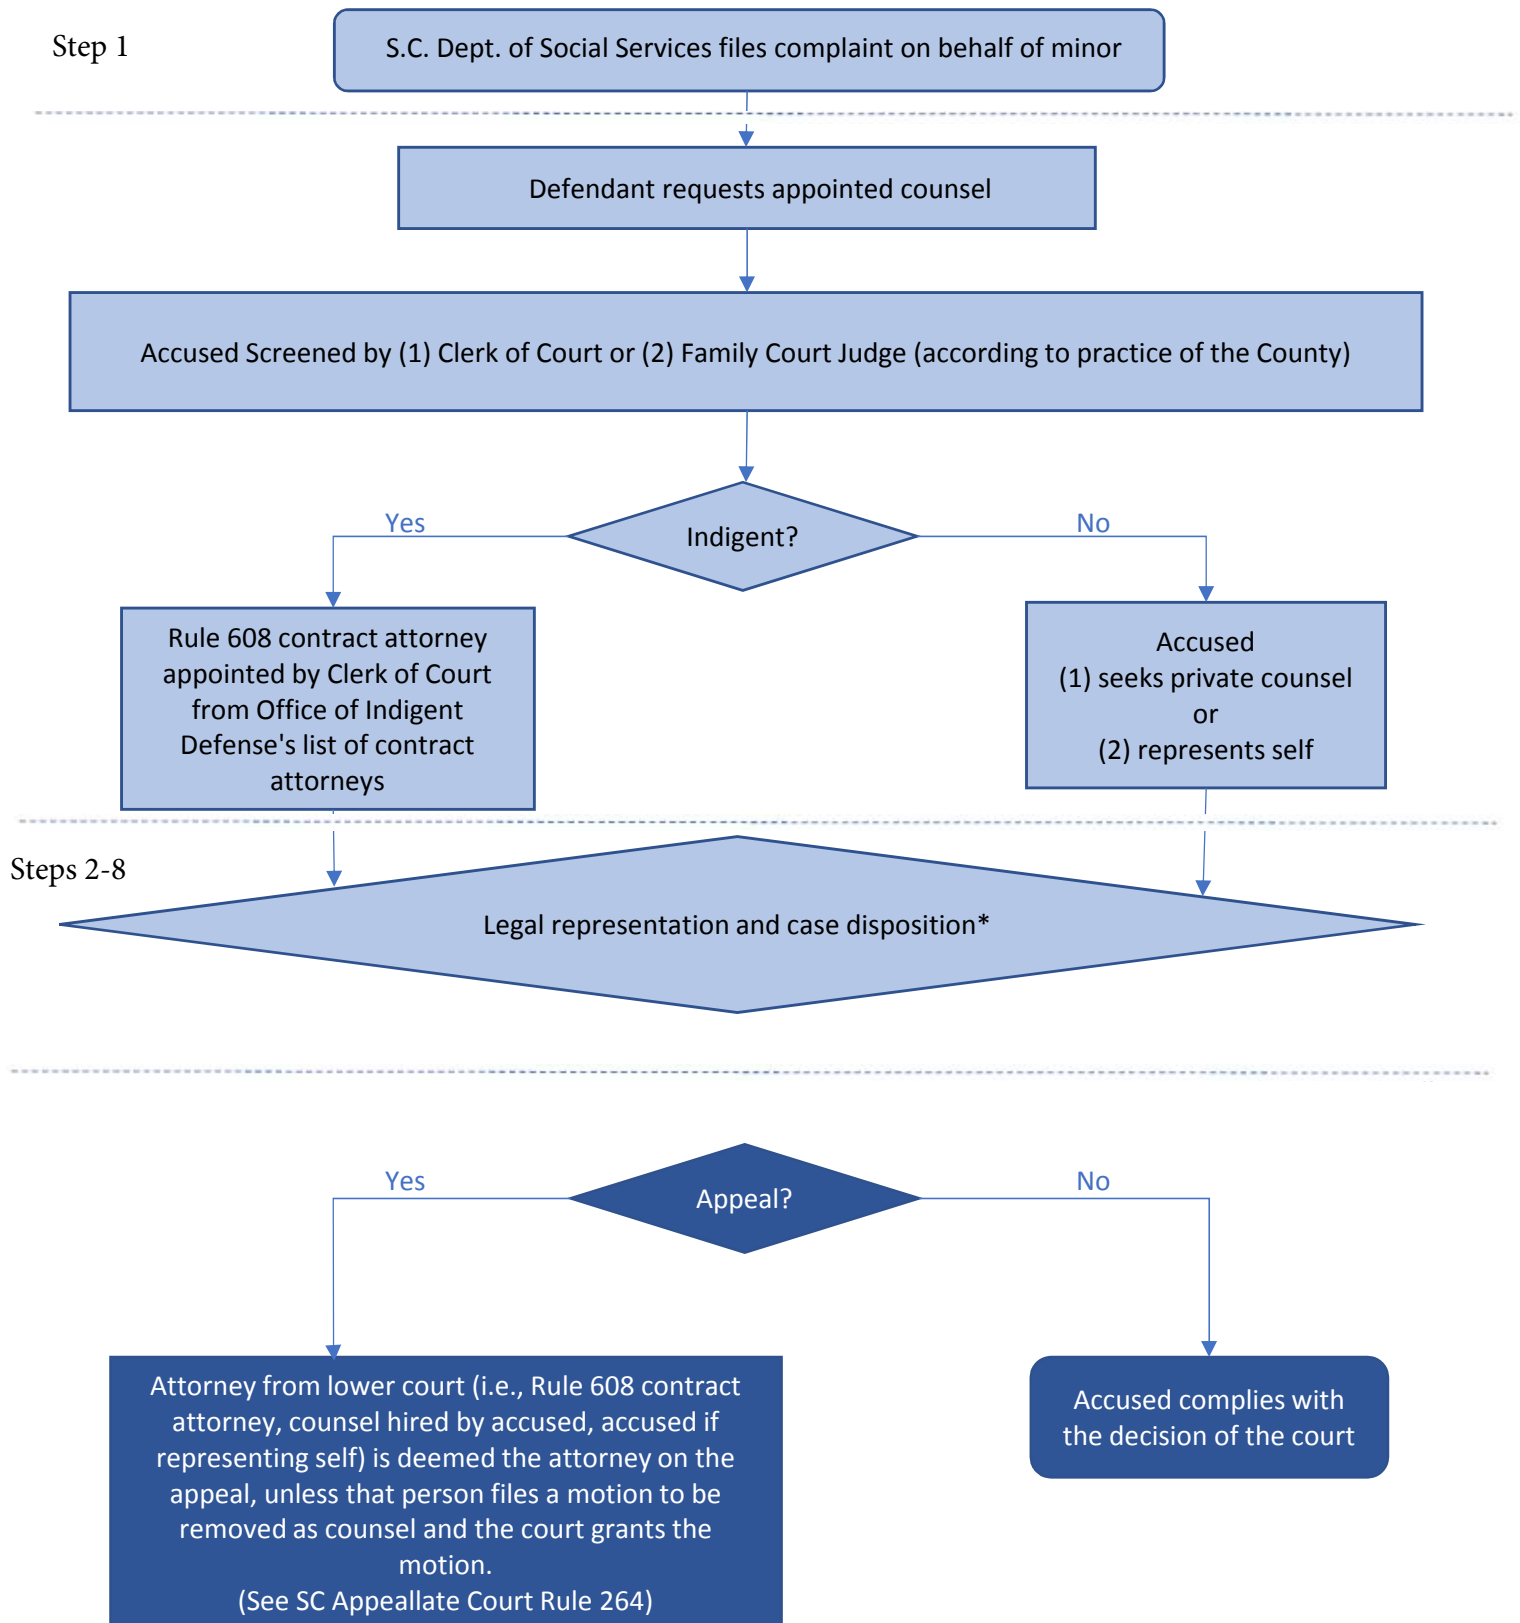 Step 1
S.C. Dept. of Social Services files complaint on behalf of minor
Defendant requests appointed counsel
Accused Screened by (1) Clerk of Court or (2) Family Court Judge (according to practice of the County)
Yes
Indigent?
No
Rule 608 contract attorney
appointed by Clerk of Court
from Office of Indigent
Defense's list of contract
attorneys
Accused
(1) seeks private counsel
or
(2) represents self
Steps 2-8
Legal representation and case disposition*
Yes
Appeal?
No
Attorney from lower court (i.e., Rule 608 contract
attorney, counsel hired by accused, accused if
representing self) is deemed the attorney on the
appeal, unless that person files a motion to be
removed as counsel and the court grants the
motion.
(See SC Appeallate Court Rule 264)
Accused complies with
the decision of the court